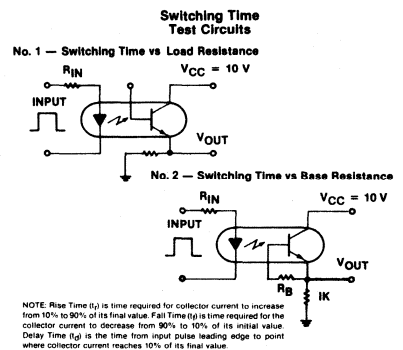 Switching Time
Test Circuits
No. 1 — Switching Time vs Load Resistance
RIN
VCC = 10 V
INPUT
VOUT
No. 2 — Switching Time vs Base Resistance
RIN
VCC = 10 V
INPUT
VOUT
RB
IK
NOTE: Rise Time (tr) is time required for collector current to increase
from 10% to 90% of its final value. Fall Time (tf) is time required for the
collector current to decrease from 90% to 10% of its initial value.
Delay Time (td) is the time from input pulse leading edge to point
where collector current reaches 10% of its final value.